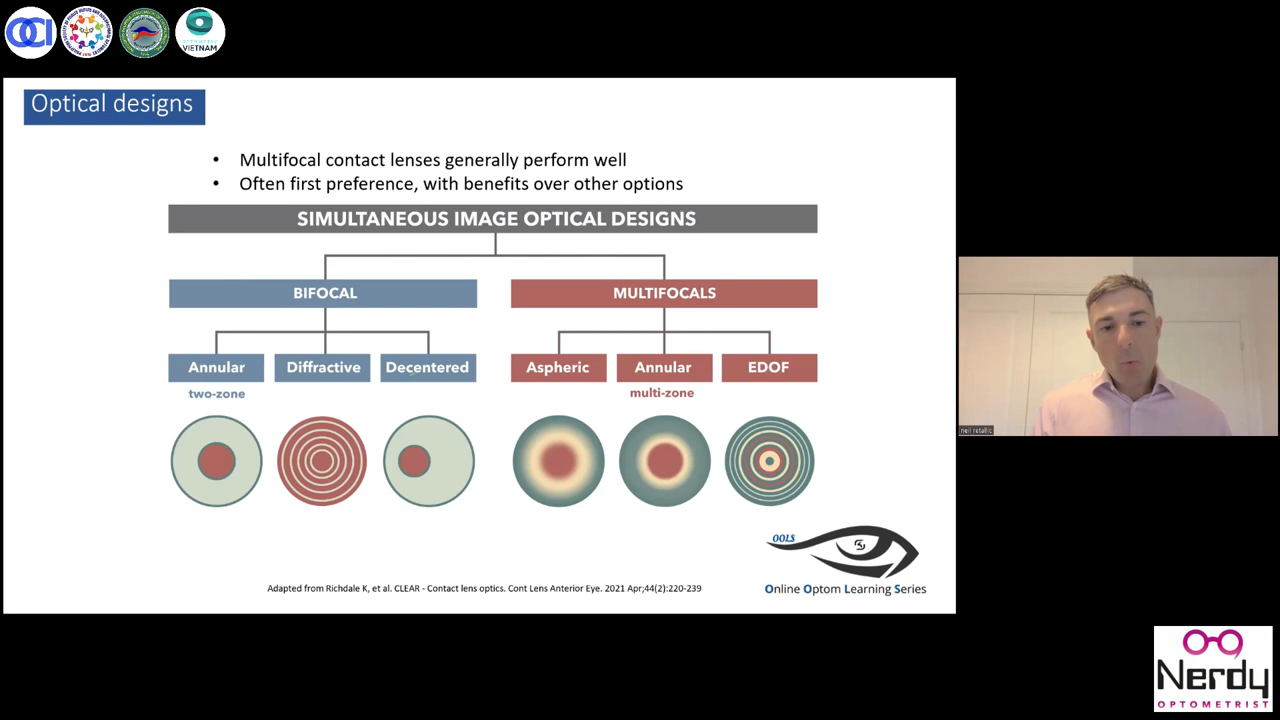 OCI
VIETNAM
Optical designs
• Multifocal contact lenses generally perform well
• Often first preference, with benefits over other options
SIMULTANEOUS IMAGE OPTICAL DESIGNS
BIFOCAL
MULTIFOCALS
Annular
Diffractive
Decentered
Aspheric
Annular
EDOF
two-zone
multi-zone
neil retallic
OOLS
Online Optom Learning Series
Adapted from Richdale K, et al. CLEAR - Contact lens optics. Cont Lens Anterior Eye. 2021 Apr;44(2):220-239
Nerdy
OPTOMETRIST